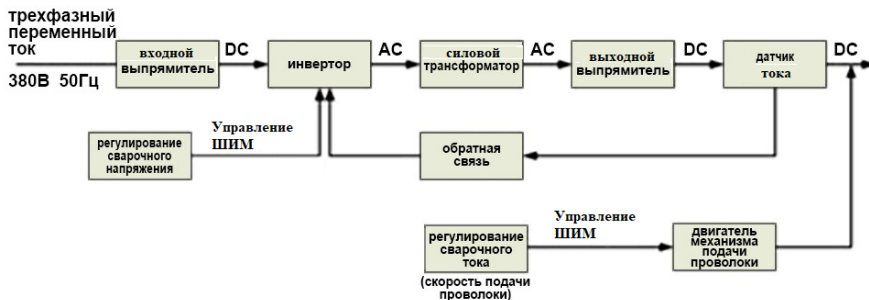 трехфазный
переменный
ток
380В 50Гц
входной
выпрямитель
DC
инвертор
AC
силовой
трансформатор
AC
выходной
выпрямитель
DC
датчик
тока
DC
регулирование
сварочного
напряжения
Управление
ШИМ
обратная
связь
регулирование
сварочного
тока
(скорость подачи
проволоки)
Управление
ШИМ
двигатель
механизма
подачи
проволоки